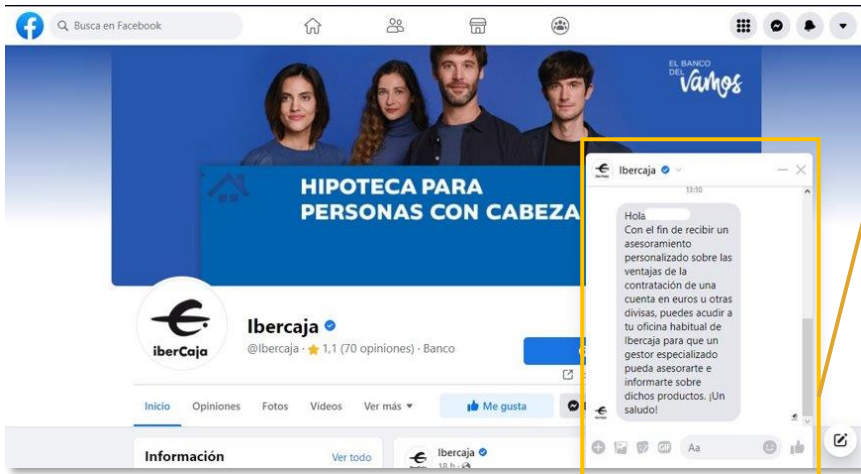 Busca en Facebook
EL BANCO
DEL
Vamos
HIPOTECA PARA
PERSONAS CON CABEZA
Ibercaja
13:10
Hola
Con el fin de recibir un
asesoramiento
personalizado sobre las
ventajas de la
contratación de una
cuenta en euros u otras
divisas, puedes acudir a
tu oficina habitual de
Ibercaja para que un
gestor especializado
pueda asesorarte e
informarte sobre
dichos productos. ¡Un
saludo!
GIF
Aa
iberCaja
Ibercaja
@Ibercaja · 1,1 (70 opiniones) · Banco
Inicio Opiniones Fotos Vídeos Ver más Me gusta
Información Ver todo
Ibercaja
18 h ·